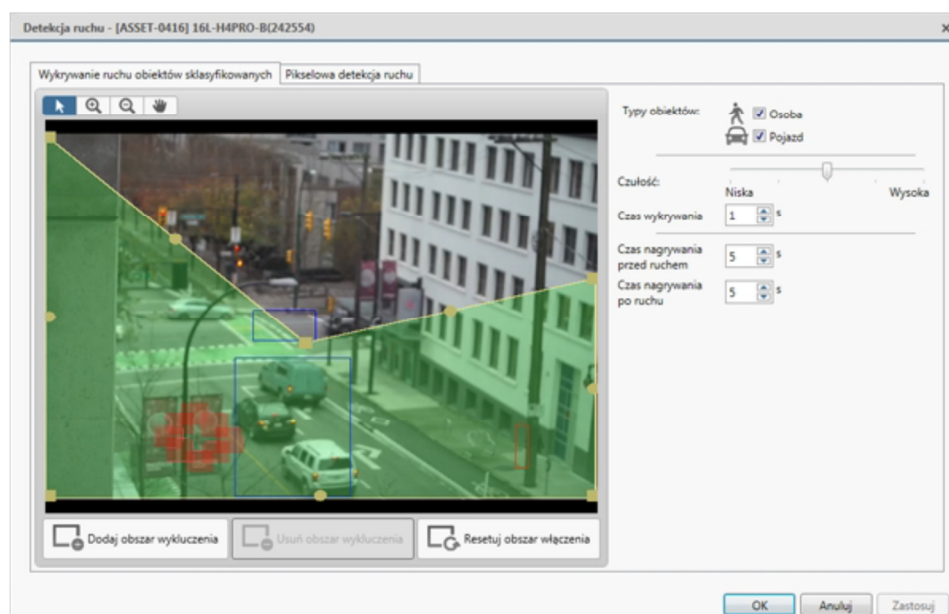 Detekcja ruchu - [ASSET-0416] 16L-H4PRO-B(242554)
Wykrywanie ruchu obiektów sklasyfikowanych
Pikselowa detekcja ruchu
Typy obiektów:
Osoba
Pojazd
Czułość:
Niska
Wysoka
Czas wykrywania
1
s
Czas nagrywania
przed ruchem
5
s
Czas nagrywania
po ruchu
5
s
Dodaj obszar wykluczenia
Usuń obszar wykluczenia
Resetuj obszar włączenia
OK
Anuluj
Zastosuj